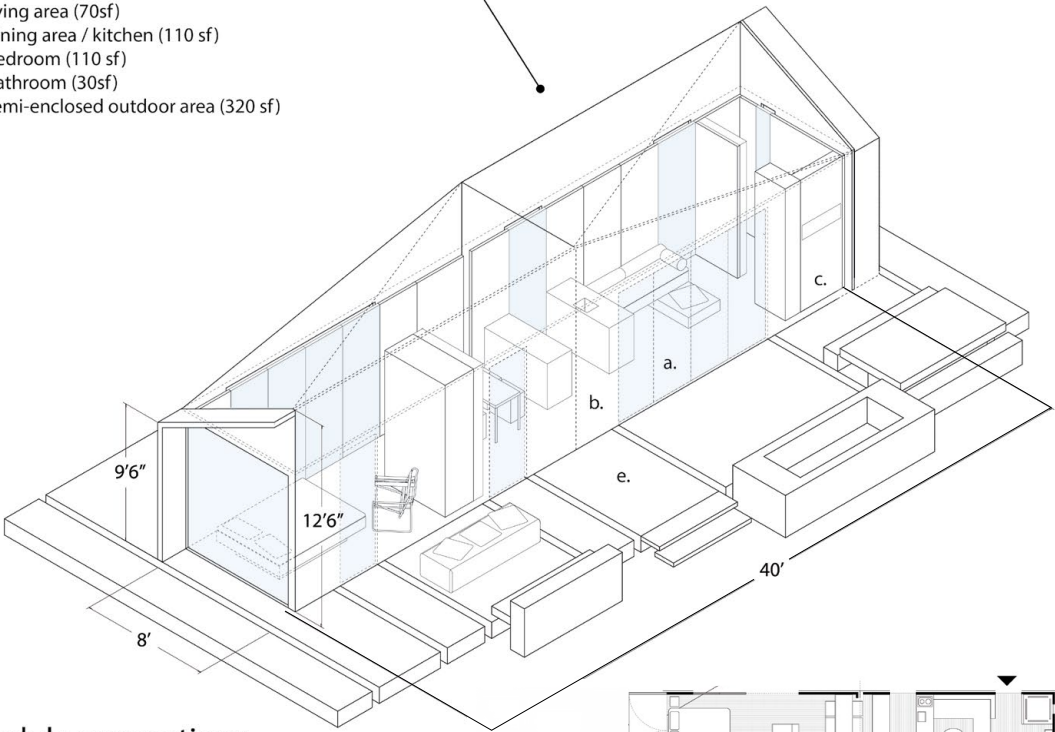 ving area (70sf)
ning area / kitchen (110 sf)
edroom (110 sf)
athroom (30sf)
emi-enclosed outdoor area (320 sf)
c.
a.
b.
e.
9'6"
12'6"
40'
8'